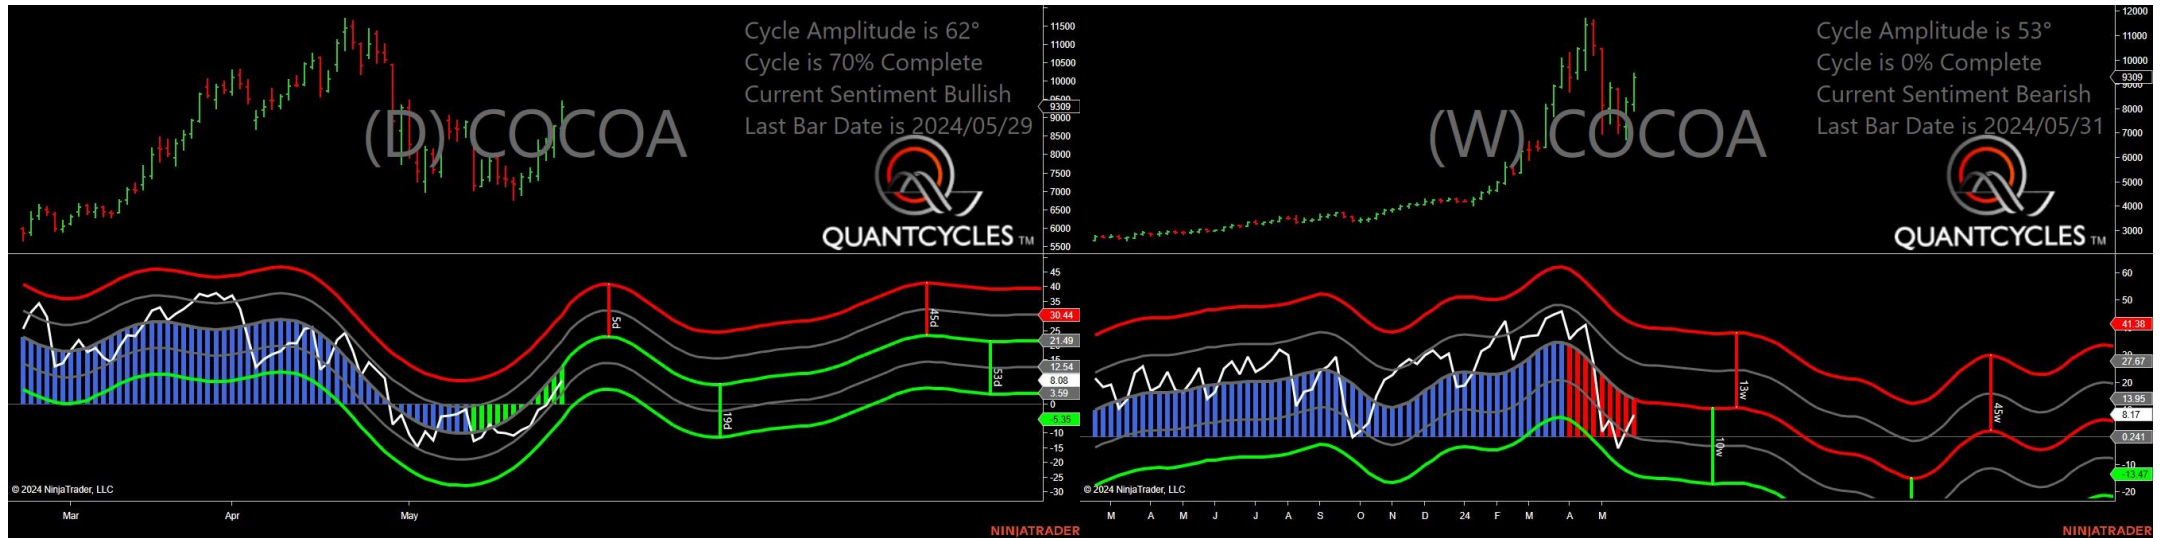 Cycle Amplitude is 62°
Cycle is 70% Complete
Current Sentiment Bullish
Last Bar Date is 2024/05/29
(D) COCOA
QUANTCYCLES TM
11500
11000
10500
10000
9500
9309
9000
8500
8000
7500
7000
6500
6000
5500
45
40
35
30.44
25
21.49
15
12.54
8.08
3.59
0
-5.35
-10
-15
-20
-25
-30
5d
19d
45d
53d
© 2024 NinjaTrader, LLC
Mar Apr May
NINJATRADER
Cycle Amplitude is 53°
Cycle is 0% Complete
Current Sentiment Bearish
Last Bar Date is 2024/05/31
(W) COCOA
QUANTCYCLES TM
12000
11000
10000
9309
9000
8000
7000
6000
5000
4000
3000
60
50
41.38
27.67
20
13.95
8.17
0.241
-10
-13.47
-20
13w
10w
45w
© 2024 NinjaTrader, LLC
M A M J J A S O N D 24 F M A M
NINJATRADER